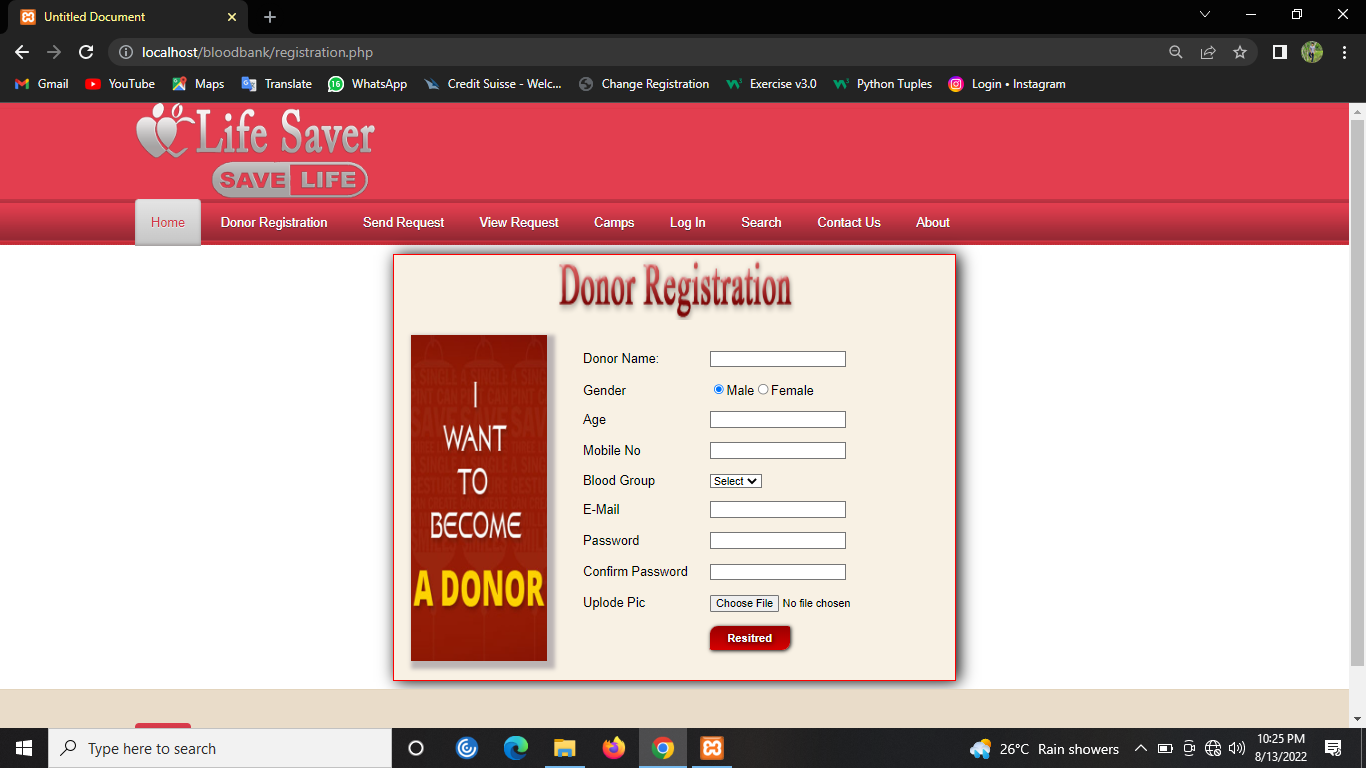 Untitled Document
localhost/bloodbank/registration.php
Gmail YouTube Maps Translate 16 WhatsApp Credit Suisse - Welc... Change Registration Exercise v3.0 Python Tuples Login • Instagram
Life Saver
SAVE LIFE
Home Donor Registration Send Request View Request Camps Log In Search Contact Us About
Donor Registration
I
WANT
TO
BECOME
A DONOR
Donor Name:
Gender Male Female
Age
Mobile No
Blood Group Select
E-Mail
Password
Confirm Password
Uplode Pic Choose File No file chosen
Resitred
Type here to search
26°C Rain showers
10:25 PM
8/13/2022